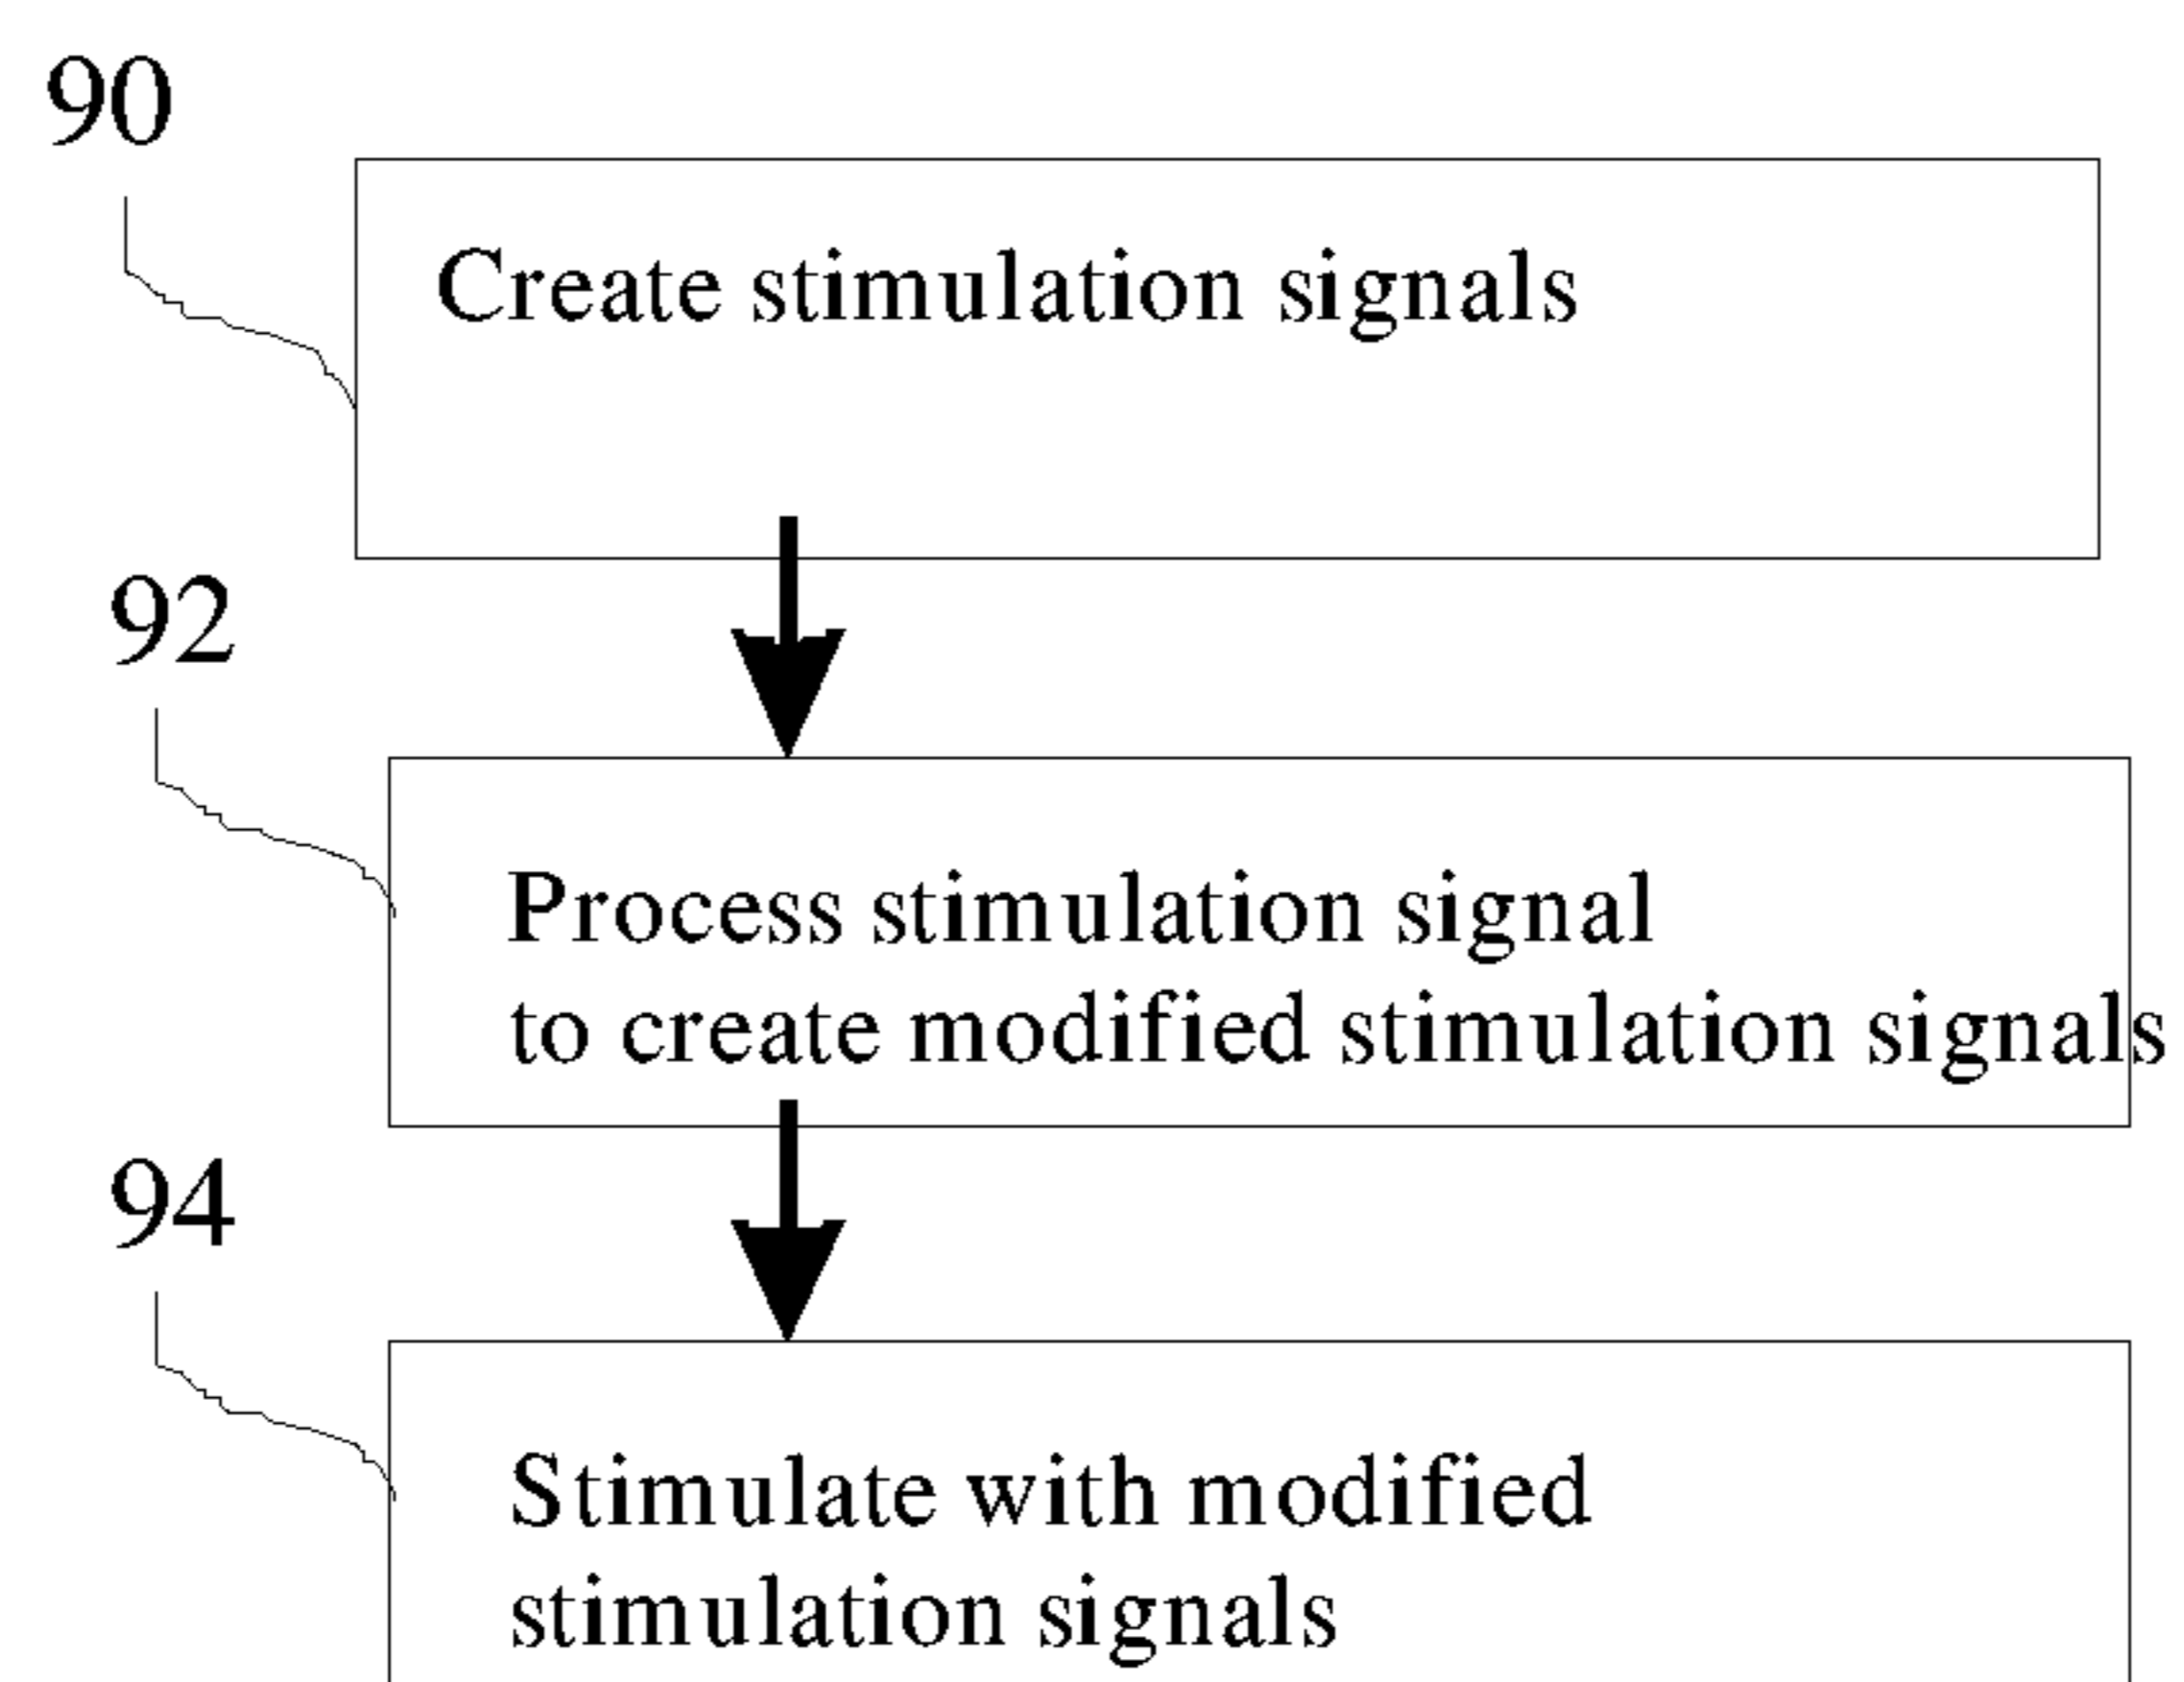 90
Create stimulation signals
92
Process stimulation signal
to create modified stimulation signals
94
Stimulate with modified
stimulation signals